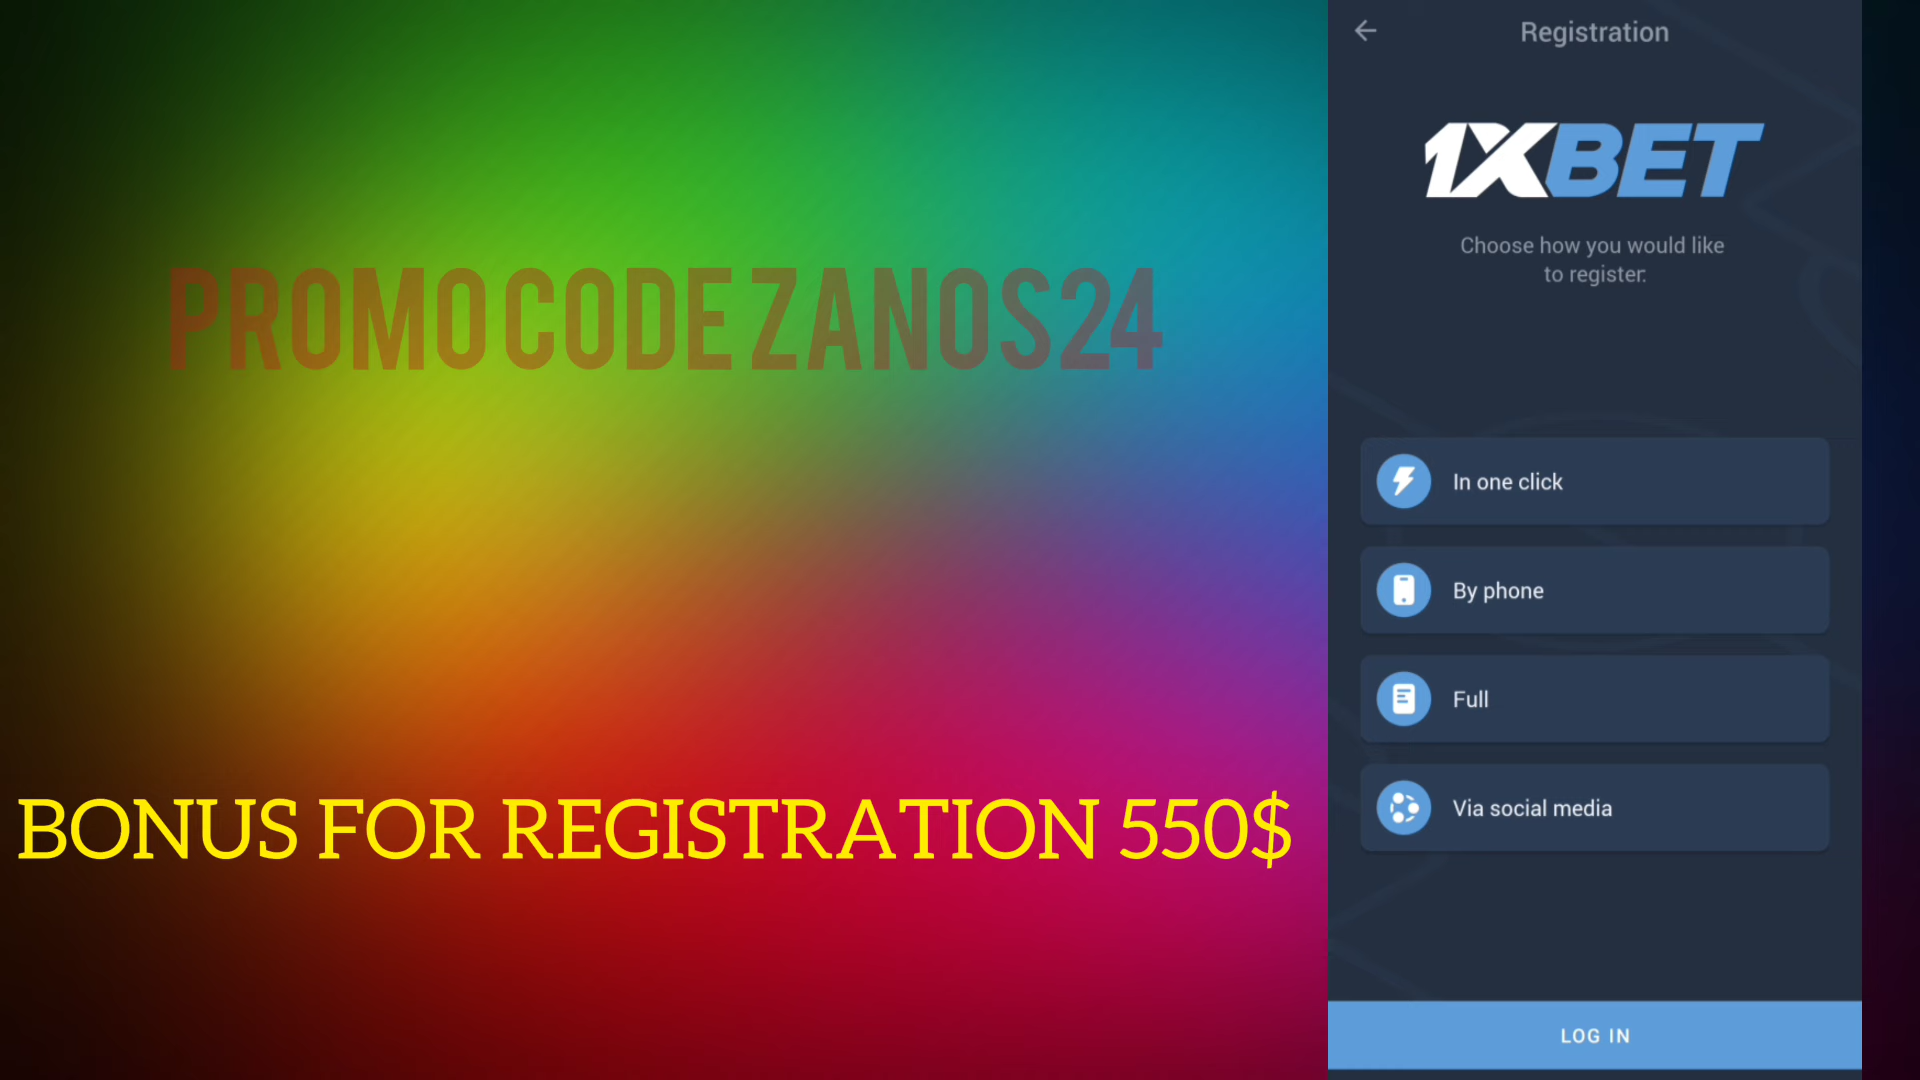 PROMO CODE ZANOS24
BONUS FOR REGISTRATION 550$
Registration
1XBET
Choose how you would like
to register:
In one click
By phone
Full
Via social media
LOG IN